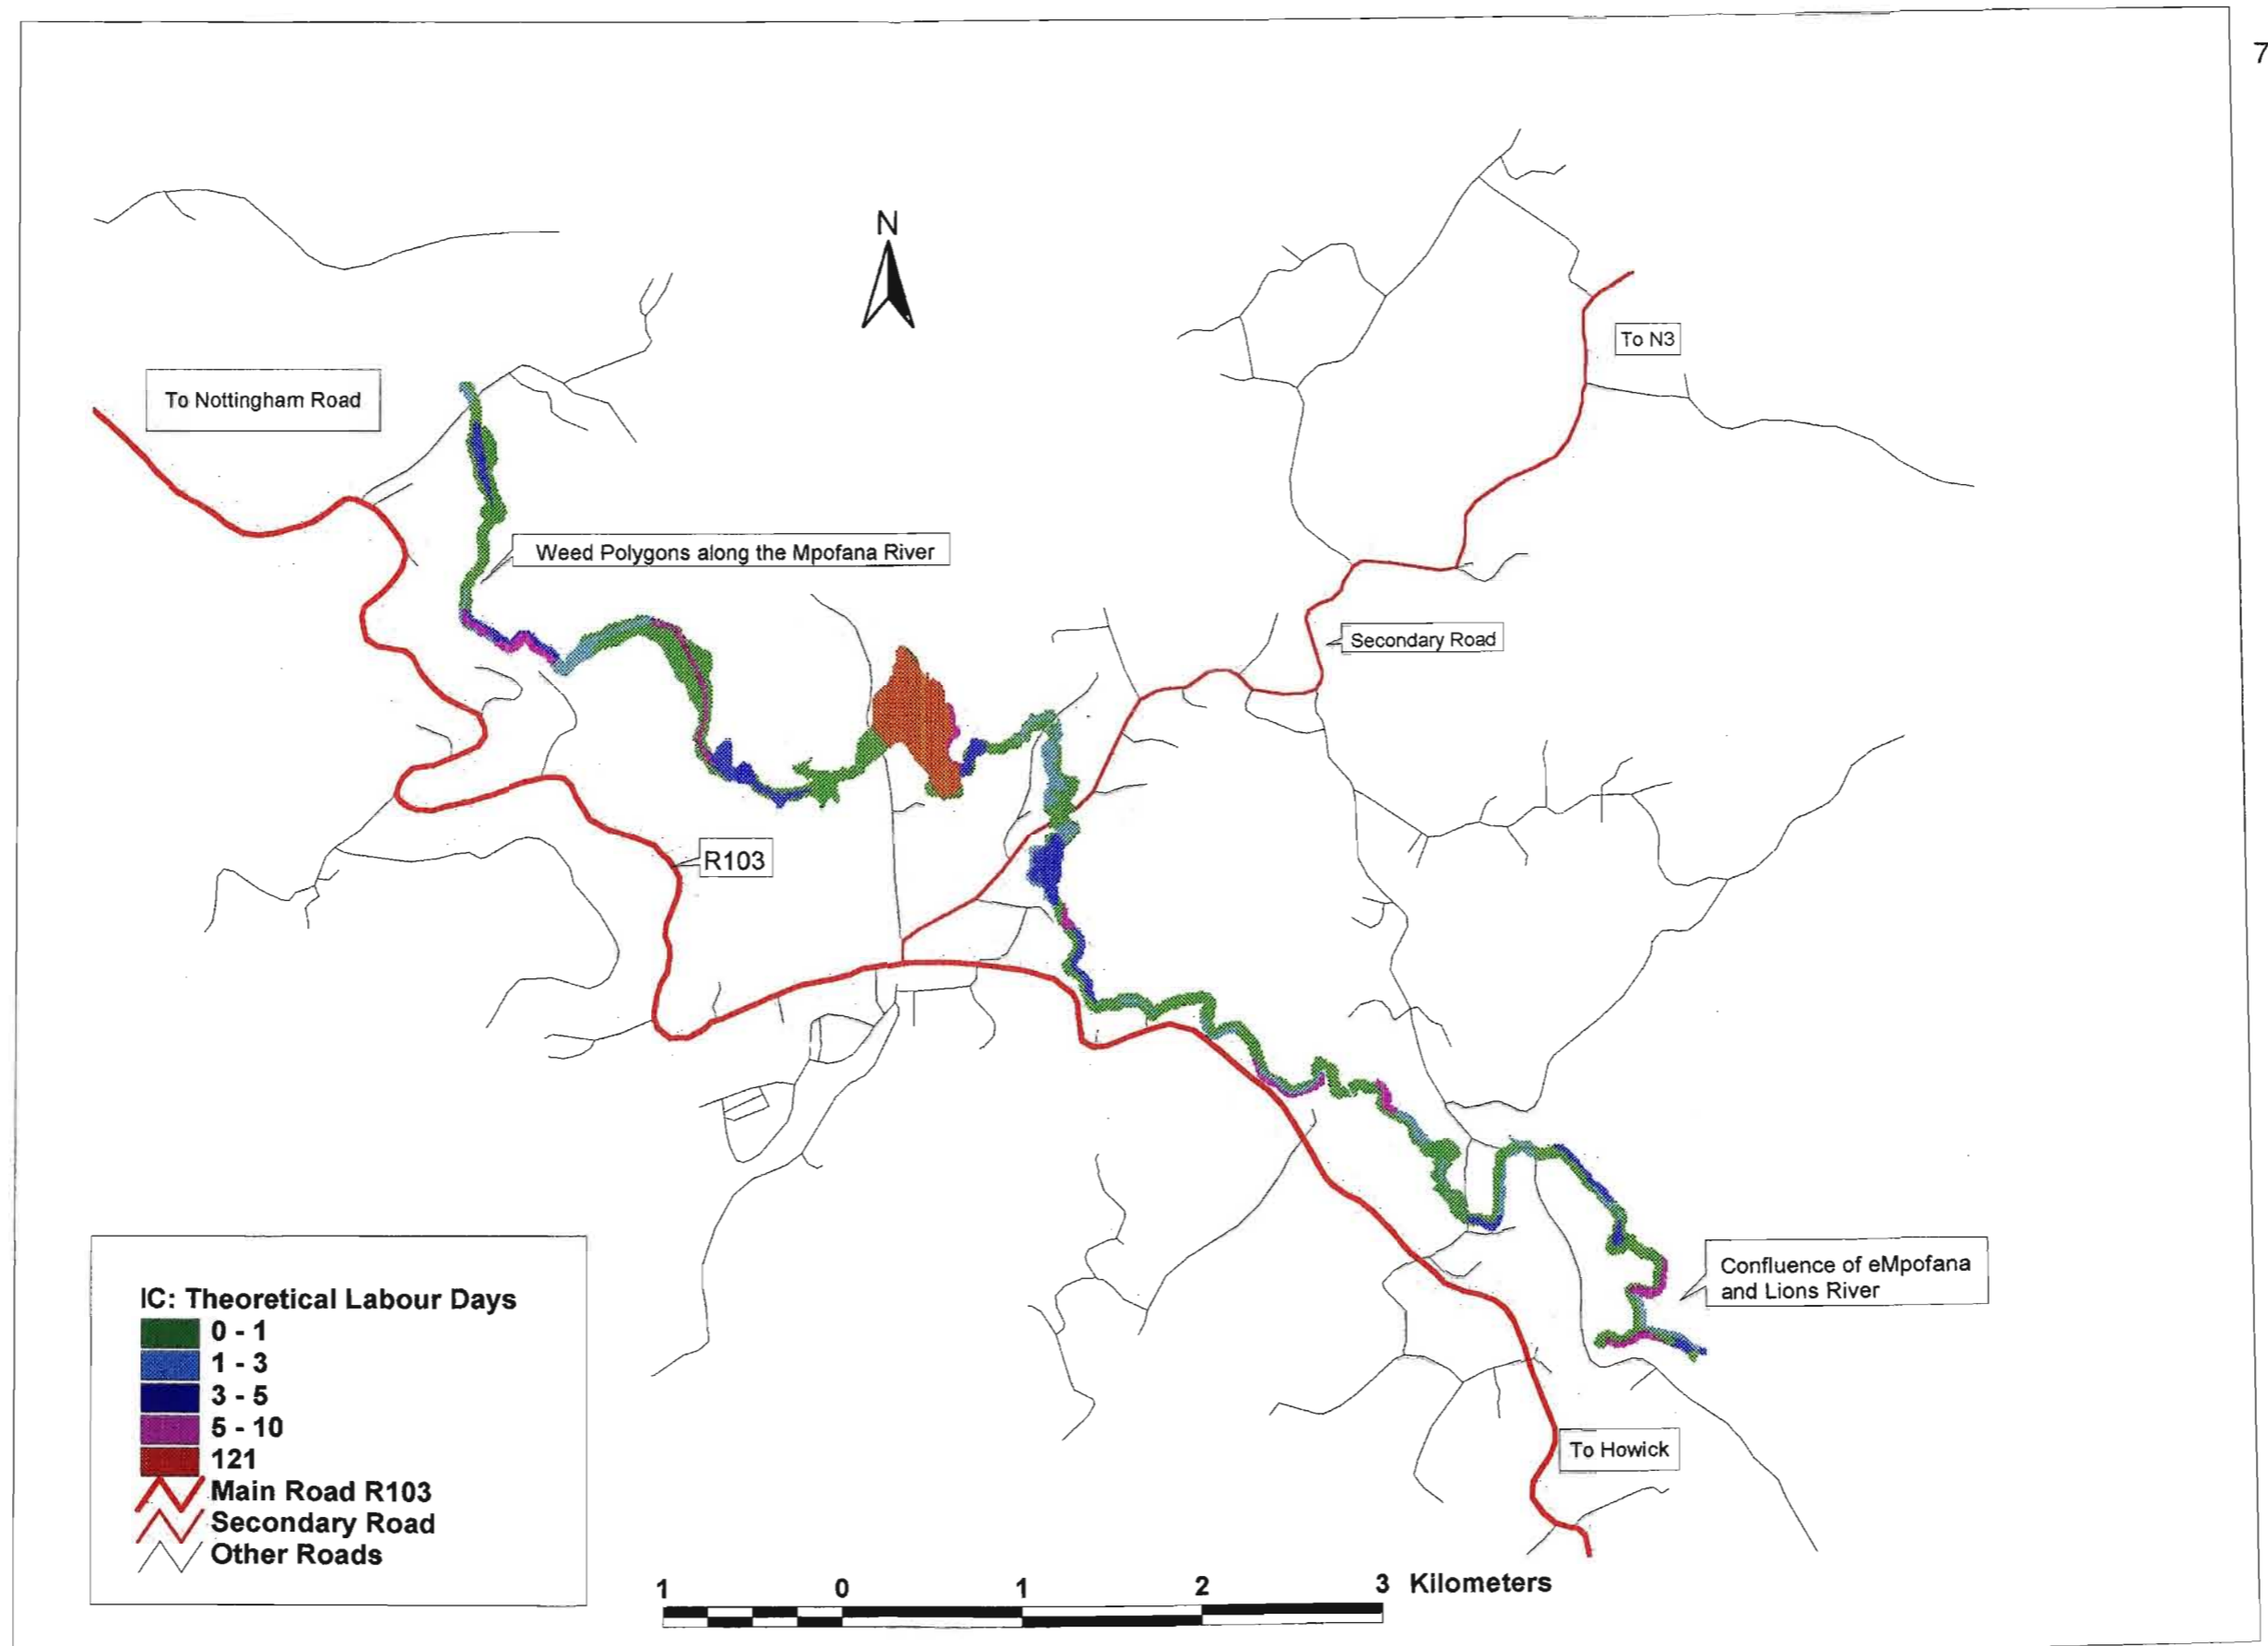 7
N
To N3
To Nottingham Road
Weed Polygons along the Mpofana River
Secondary Road
R103
Confluence of eMpofana
and Lions River
IC: Theoretical Labour Days
0 - 1
1 - 3
3 - 5
5 - 10
121
Main Road R103
Secondary Road
Other Roads
To Howick
1 0 1 2 3 Kilometers